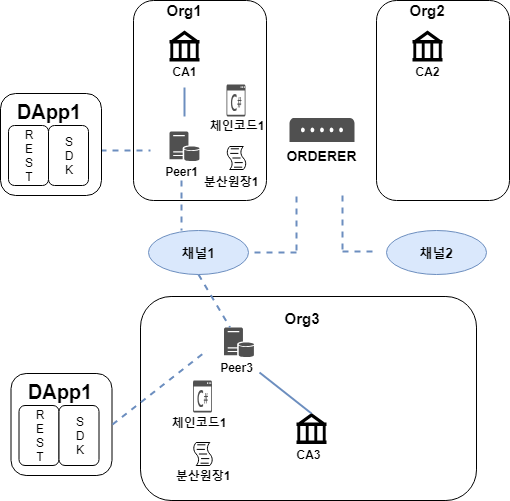 Org1
Org2
CA1
CA2
C#
체인코드1
DApp1
REST
SDK
Peer1
분산원장1
ORDERER
채널1
채널2
Org3
Peer3
C#
체인코드1
DApp1
REST
SDK
분산원장1
CA3